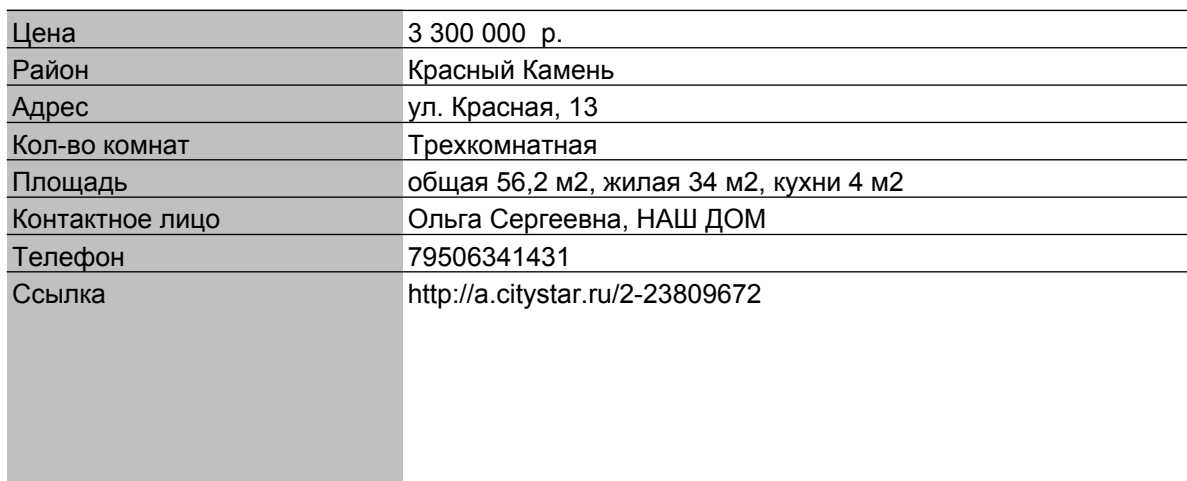 Цена 3 300 000 р.
Район Красный Камень
Адрес ул. Красная, 13
Кол-во комнат Трехкомнатная
Площадь общая 56,2 м2, жилая 34 м2, кухни 4 м2
Контактное лицо Ольга Сергеевна, НАШ ДОМ
Телефон 79506341431
Ссылка http://a.citystar.ru/2-23809672